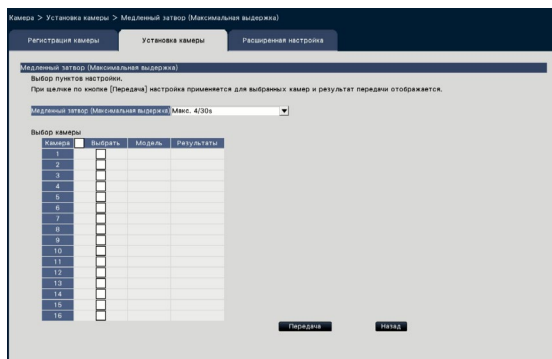 Камера > Установка камеры > Медленный затвор (Максимальная выдержка)
Регистрация камеры Установка камеры Расширенная настройка
Медленный затвор (Максимальная выдержка)
Выбор пунктов настройки.
При щелчке по кнопке [Передача] настройка применяется для выбранных камер и результат передачи отображается.
Медленный затвор (Максимальная выдержка) Макс. 4/30s
Выбор камеры
Камера Выбрать Модель Результаты
1
2
3
4
5
6
7
8
9
10
11
12
13
14
15
16
Передача Назад